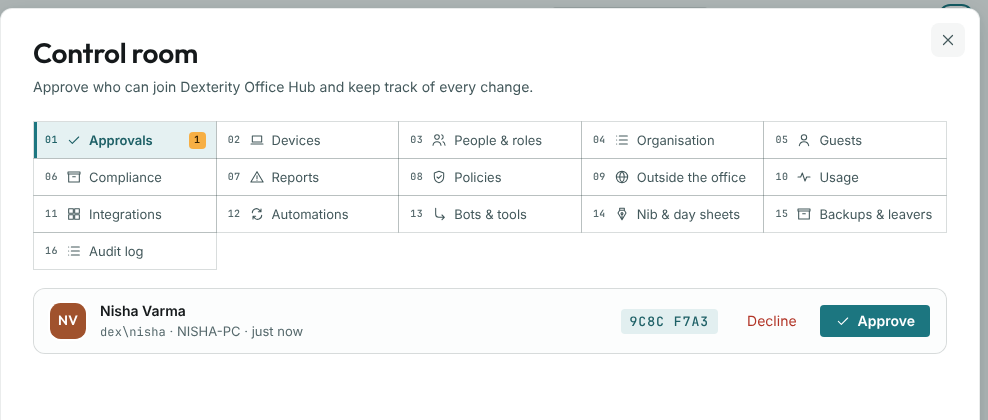 Control room
Approve who can join Dexterity Office Hub and keep track of every change.
01 Approvals 1
02 Devices
03 People & roles
04 Organisation
05 Guests
06 Compliance
07 Reports
08 Policies
09 Outside the office
10 Usage
11 Integrations
12 Automations
13 Bots & tools
14 Nib & day sheets
15 Backups & leavers
16 Audit log
NV
Nisha Varma
dex\nisha · NISHA-PC · just now
9C8C F7A3
Decline
Approve